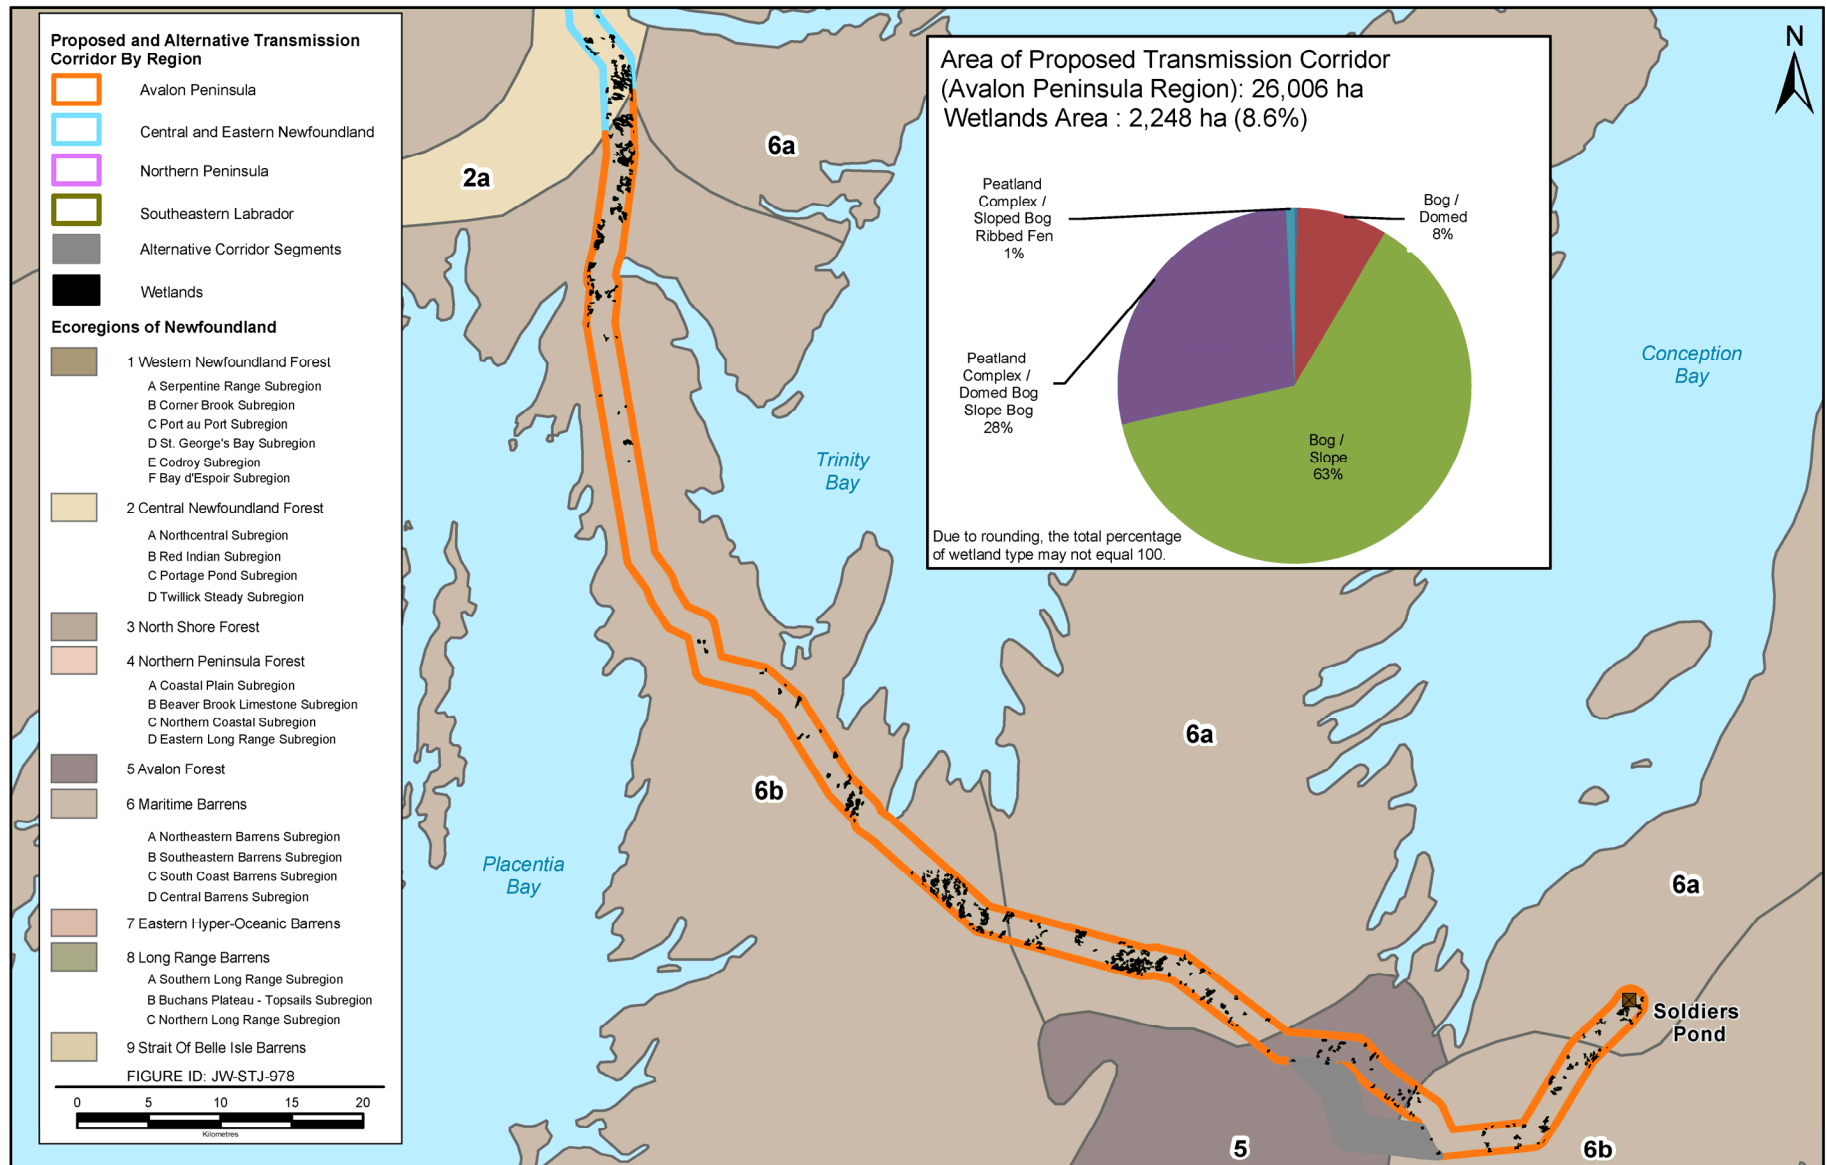 Proposed and Alternative Transmission
Corridor By Region
Avalon Peninsula
Central and Eastern Newfoundland
Northern Peninsula
Southeastern Labrador
Alternative Corridor Segments
Wetlands
Ecoregions of Newfoundland
1 Western Newfoundland Forest
A Serpentine Range Subregion
B Corner Brook Subregion
C Port au Port Subregion
D St. George's Bay Subregion
E Codroy Subregion
F Bay d'Espoir Subregion
2 Central Newfoundland Forest
A Northcentral Subregion
B Red Indian Subregion
C Portage Pond Subregion
D Twillick Steady Subregion
3 North Shore Forest
4 Northern Peninsula Forest
A Coastal Plain Subregion
B Beaver Brook Limestone Subregion
C Northern Coastal Subregion
D Eastern Long Range Subregion
5 Avalon Forest
6 Maritime Barrens
A Northeastern Barrens Subregion
B Southeastern Barrens Subregion
C South Coast Barrens Subregion
D Central Barrens Subregion
7 Eastern Hyper-Oceanic Barrens
8 Long Range Barrens
A Southern Long Range Subregion
B Buchans Plateau - Topsails Subregion
C Northern Long Range Subregion
9 Strait Of Belle Isle Barrens
FIGURE ID: JW-STJ-978
0 5 10 15 20
Kilometres
Area of Proposed Transmission Corridor
(Avalon Peninsula Region): 26,006 ha
Wetlands Area : 2,248 ha (8.6%)
Peatland
Complex /
Sloped Bog
Ribbed Fen
1%
Bog /
Domed
8%
Peatland
Complex /
Domed Bog
Slope Bog
28%
Bog /
Slope
63%
Due to rounding, the total percentage
of wetland type may not equal 100.
N
2a
6a
Trinity
Bay
Conception
Bay
6a
6b
Placentia
Bay
6a
Soldiers
Pond
5
6b